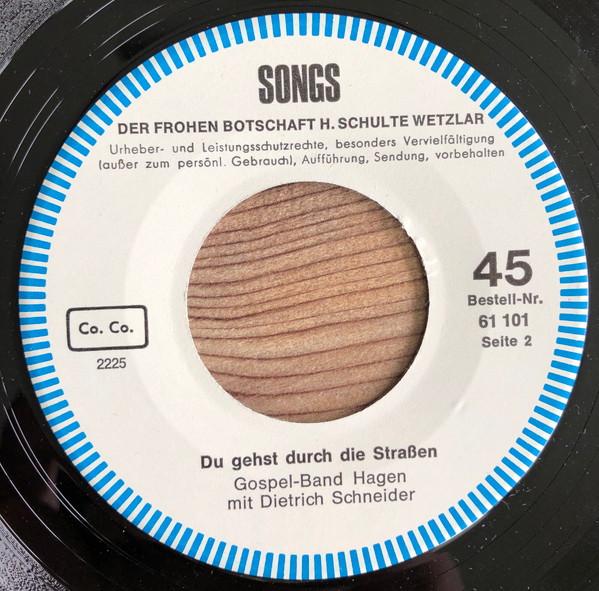 SONGS
DER FROHEN BOTSCHAFT H. SCHULTE WETZLAR
Urheber- und Leistungsschutzrechte, besonders Vervielfältigung
(außer zum persönl. Gebrauch), Aufführung, Sendung, vorbehalten
45
Bestell-Nr.
61 101
Seite 2
Co. Co.
2225
Du gehst durch die Straßen
Gospel-Band Hagen
mit Dietrich Schneider